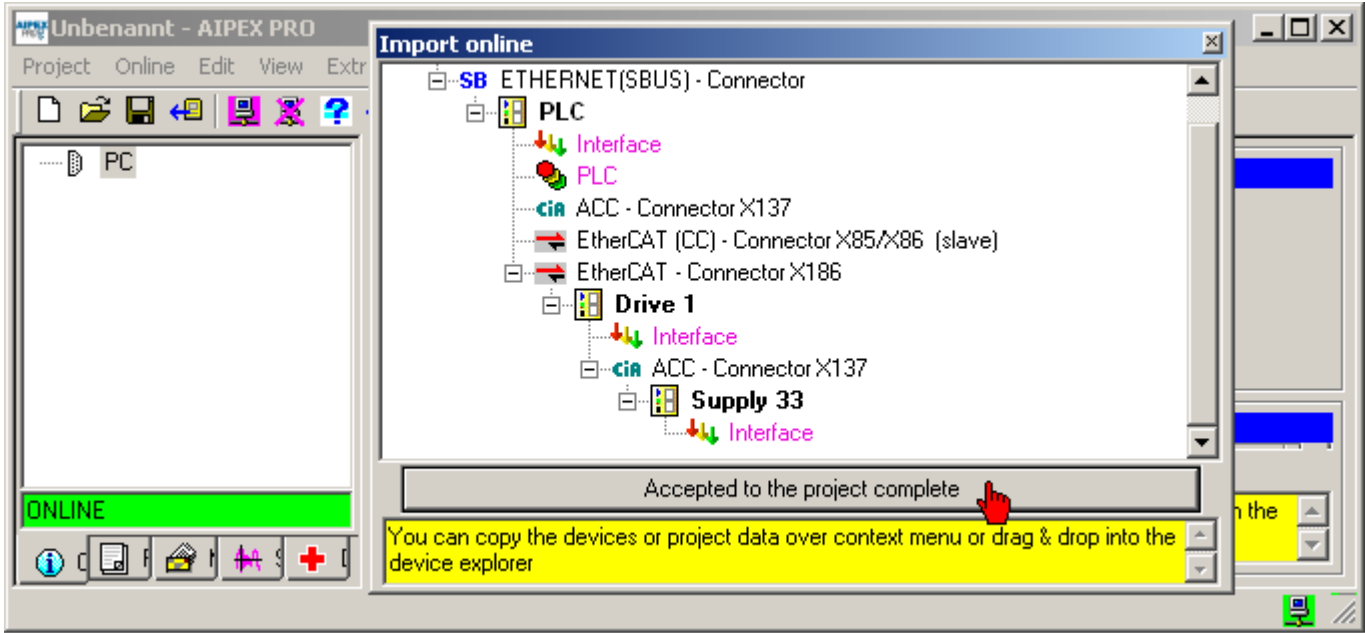 Unbenannt - AIPEX PRO
Project Online Edit View Extr
PC
ONLINE
Import online
SB ETHERNET(SBUS) - Connector
PLC
Interface
PLC
CiA ACC - Connector X137
EtherCAT (CC) - Connector X85/X86 (slave)
EtherCAT - Connector X186
Drive 1
Interface
CiA ACC - Connector X137
Supply 33
Interface
Accepted to the project complete
You can copy the devices or project data over context menu or drag & drop into the
device explorer
n the